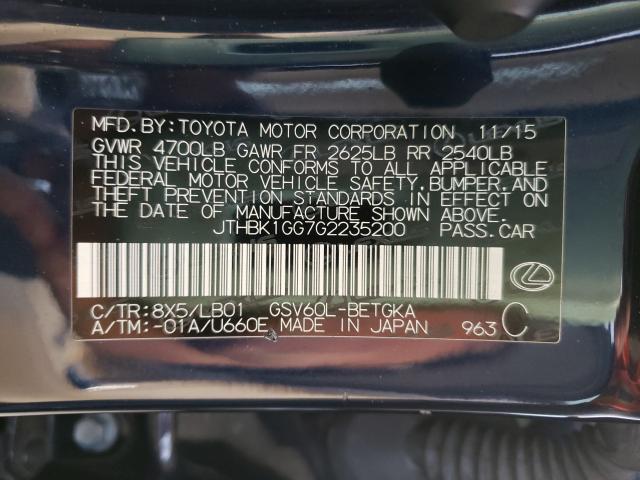 MFD.BY:TOYOTA MOTOR CORPORATION 11/15
GVWR 4700LB GAWR FR 2625LB RR 2540LB
THIS VEHICLE CONFORMS TO ALL APPLICABLE
FEDERAL MOTOR VEHICLE SAFETY,BUMPER,AND
THEFT PREVENTION STANDARDS IN EFFECT ON
THE DATE OF MANUFACTURE SHOWN ABOVE.
JTHBK1GG7G2235200 PASS.CAR
C/TR:8X5/LB01 GSV60L-BETGKA
A/TM:-01A/U660E MADE IN JAPAN 963 C